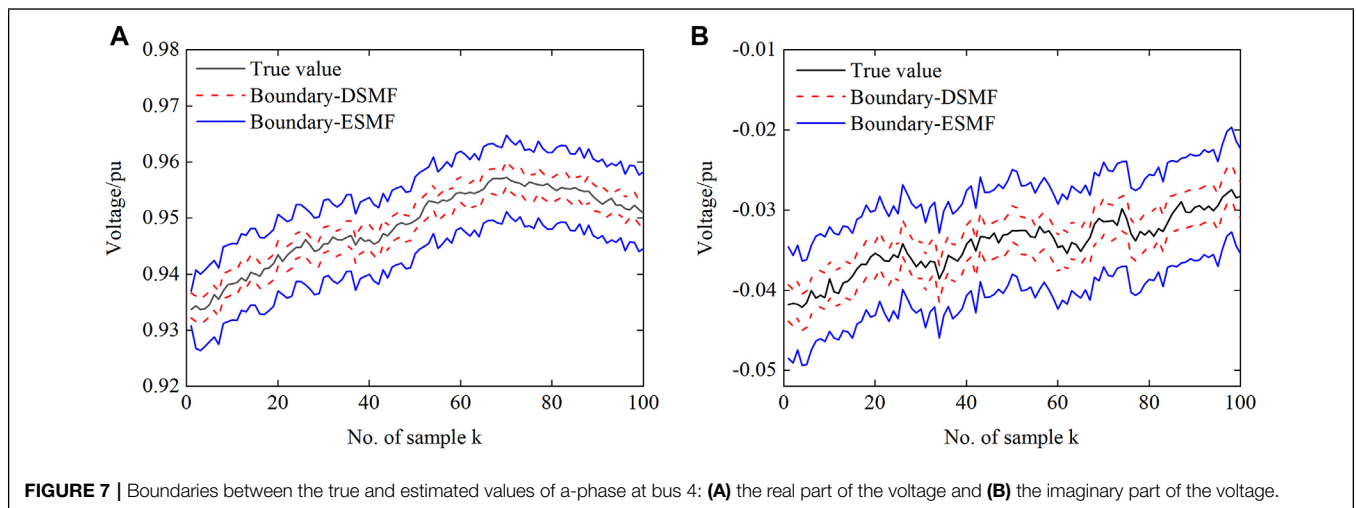 A
0.98
0.97
0.96
0.95
0.94
0.93
0.92
Voltage/pu
True value
Boundary-DSMF
Boundary-ESMF
0 20 40 60 80 100
No. of sample k
B
-0.01
-0.02
-0.03
-0.04
-0.05
Voltage/pu
True value
Boundary-DSMF
Boundary-ESMF
0 20 40 60 80 100
No. of sample k
FIGURE 7 | Boundaries between the true and estimated values of a-phase at bus 4: (A) the real part of the voltage and (B) the imaginary part of the voltage.